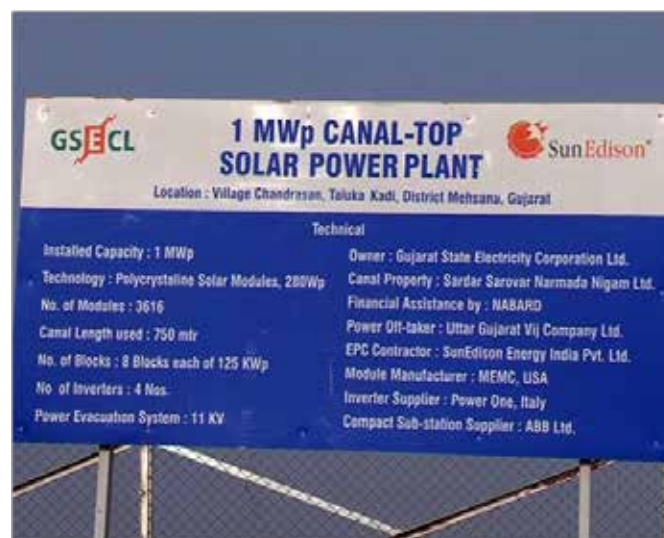 GSECL
1 MWp CANAL-TOP
SOLAR POWER PLANT
SunEdison
Location : Village Chandrasan, Taluka Kadi, District Mehsana, Gujarat
Technical
Installed Capacity : 1 MWp
Technology : Polycrysteline Solar Modules, 280Wp
No. of Modules : 3616
Canal Length used : 750 mtr
No. of Blocks : 8 Blocks each of 125 KWp
No of Inverters : 4 Nos.
Power Evacuation System : 11 KV
Owner : Gujarat State Electricity Corporation Ltd.
Canal Property : Sardar Sarovar Narmada Nigam Ltd.
Financial Assistance by : NABARD
Power Off-taker : Uttar Gujarat Vij Company Ltd.
EPC Contractor : SunEdison Energy India Pvt. Ltd.
Module Manufacturer : MEMC, USA
Inverter Supplier : Power One, Italy
Compact Sub-station Supplier : ABB Ltd.